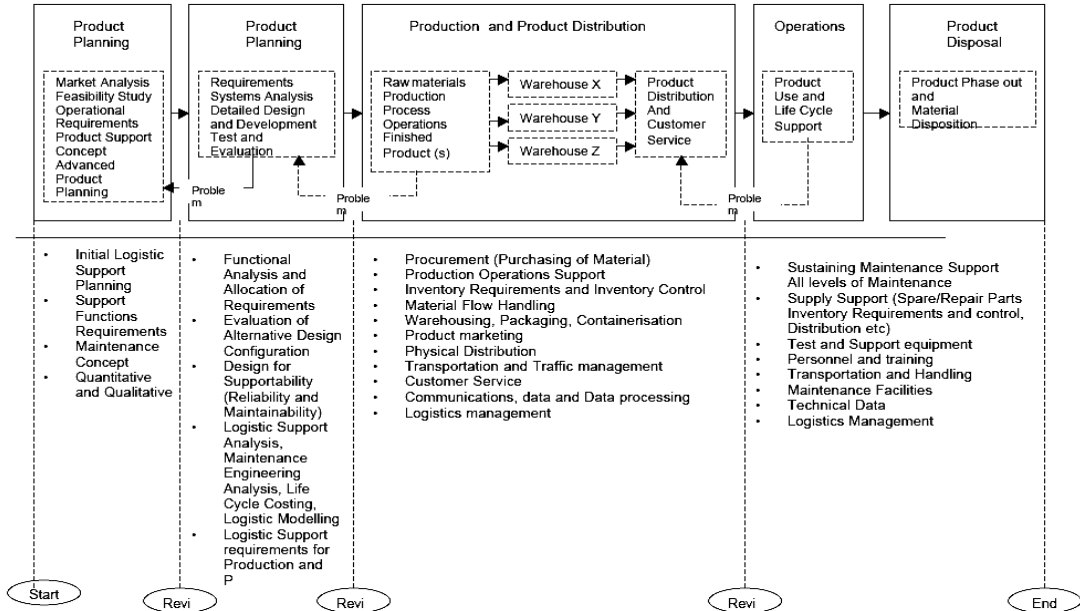 Product
Planning
Market Analysis
Feasibility Study
Operational
Requirements
Product Support
Concept
Advanced
Product
Planning
Product
Planning
Requirements
Systems Analysis
Detailed Design
and Development
Test and
Evaluation
Proble
m
Production and Product Distribution
Raw materials
Production
Process
Operations
Finished
Product (s)
Warehouse X
Warehouse Y
Warehouse Z
Product
Distribution
And
Customer
Service
Proble
m
Operations
Product
Use and
Life Cycle
Support
Proble
m
Product
Disposal
Product Phase out
and
Material
Disposition
• Initial Logistic
Support
Planning
• Support
Functions
Requirements
• Maintenance
Concept
• Quantitative
and Qualitative
• Functional
Analysis and
Allocation of
Requirements
• Evaluation of
Alternative Design
Configuration
• Design for
Supportability
(Reliability and
Maintainability)
• Logistic Support
Analysis,
Maintenance
Engineering
Analysis, Life
Cycle Costing,
Logistic Modelling
• Logistic Support
requirements for
Production and
P
• Procurement (Purchasing of Material)
• Production Operations Support
• Inventory Requirements and Inventory Control
• Material Flow Handling
• Warehousing, Packaging, Containerisation
• Product marketing
• Physical Distribution
• Transportation and Traffic management
• Customer Service
• Communications, data and Data processing
• Logistics management
• Sustaining Maintenance Support
All levels of Maintenance
• Supply Support (Spare/Repair Parts
Inventory Requirements and control,
Distribution etc)
• Test and Support equipment
• Personnel and training
• Transportation and Handling
• Maintenance Facilities
• Technical Data
• Logistics Management
Start
Revi
Revi
Revi
End